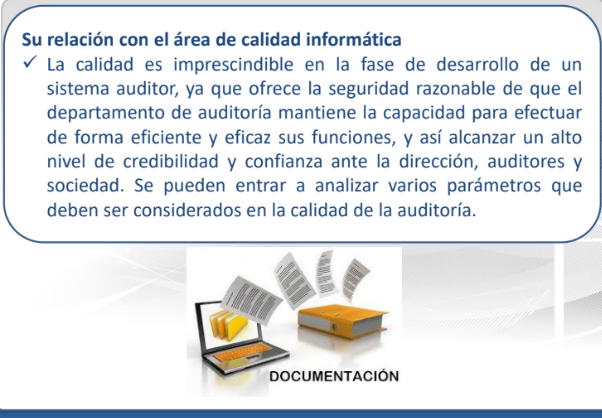 Su relación con el área de calidad informática
✓ La calidad es imprescindible en la fase de desarrollo de un
sistema auditor, ya que ofrece la seguridad razonable de que el
departamento de auditoría mantiene la capacidad para efectuar
de forma eficiente y eficaz sus funciones, y así alcanzar un alto
nivel de credibilidad y confianza ante la dirección, auditores y
sociedad. Se pueden entrar a analizar varios parámetros que
deben ser considerados en la calidad de la auditoría.
DOCUMENTACIÓN